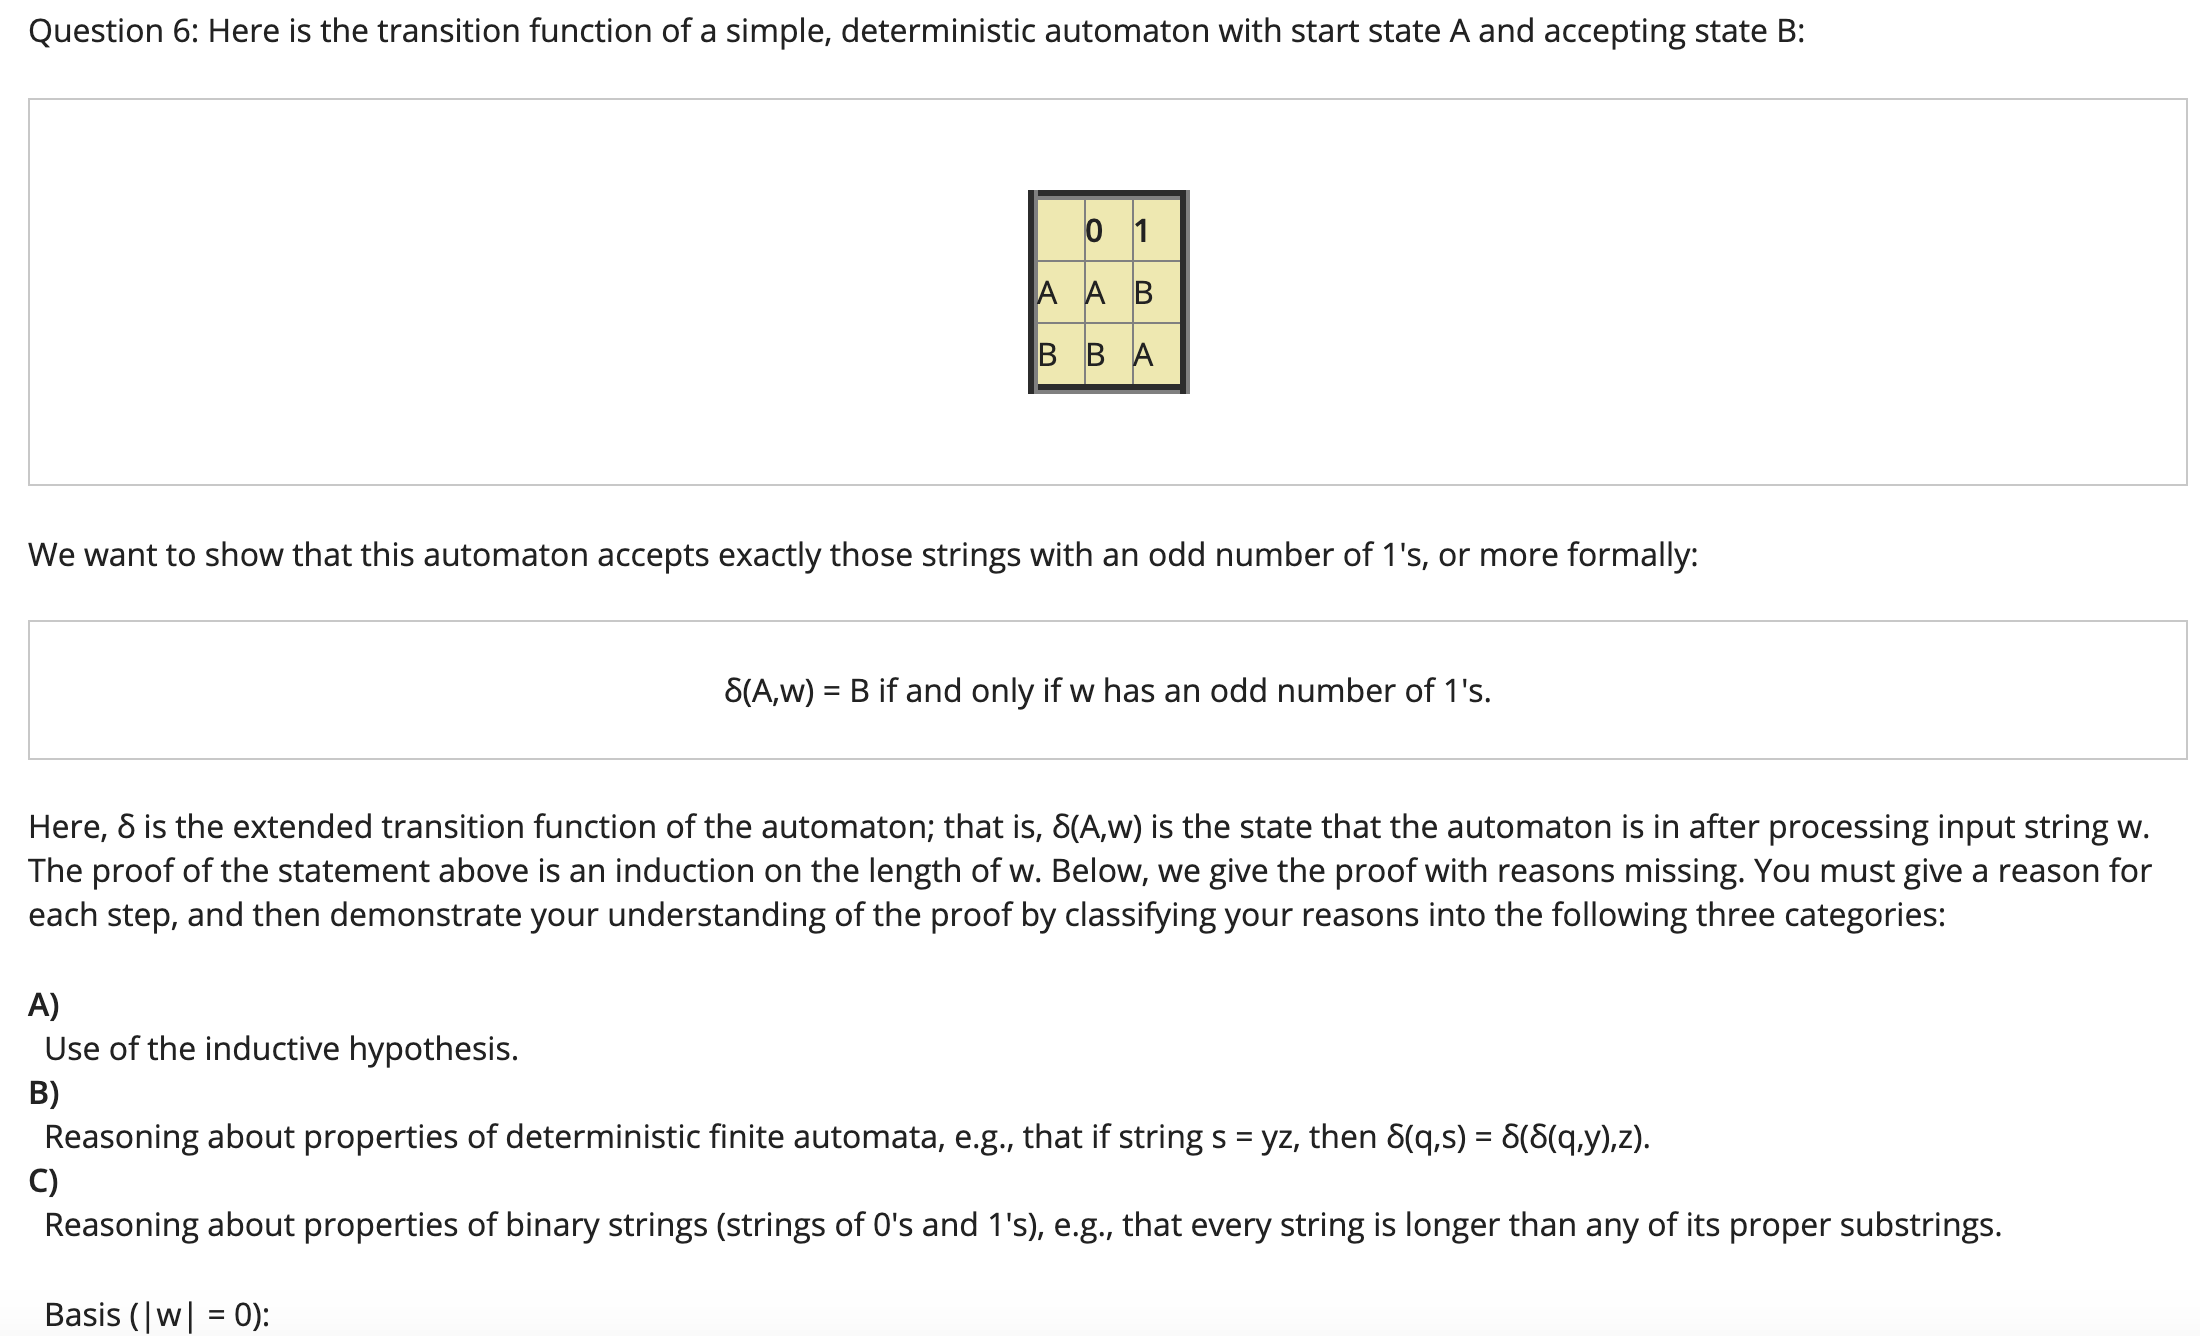 Question 6: Here is the transition function of a simple, deterministic automaton with start state A and accepting state B:
0 1
A A B
B B A
We want to show that this automaton accepts exactly those strings with an odd number of 1's, or more formally:
δ(A,w) = B if and only if w has an odd number of 1's.
Here, δ is the extended transition function of the automaton; that is, δ(A,w) is the state that the automaton is in after processing input string w.
The proof of the statement above is an induction on the length of w. Below, we give the proof with reasons missing. You must give a reason for
each step, and then demonstrate your understanding of the proof by classifying your reasons into the following three categories:
A)
Use of the inductive hypothesis.
B)
Reasoning about properties of deterministic finite automata, e.g., that if string s = yz, then δ(q,s) = δ(δ(q,y),z).
C)
Reasoning about properties of binary strings (strings of 0's and 1's), e.g., that every string is longer than any of its proper substrings.
Basis (|w| = 0):